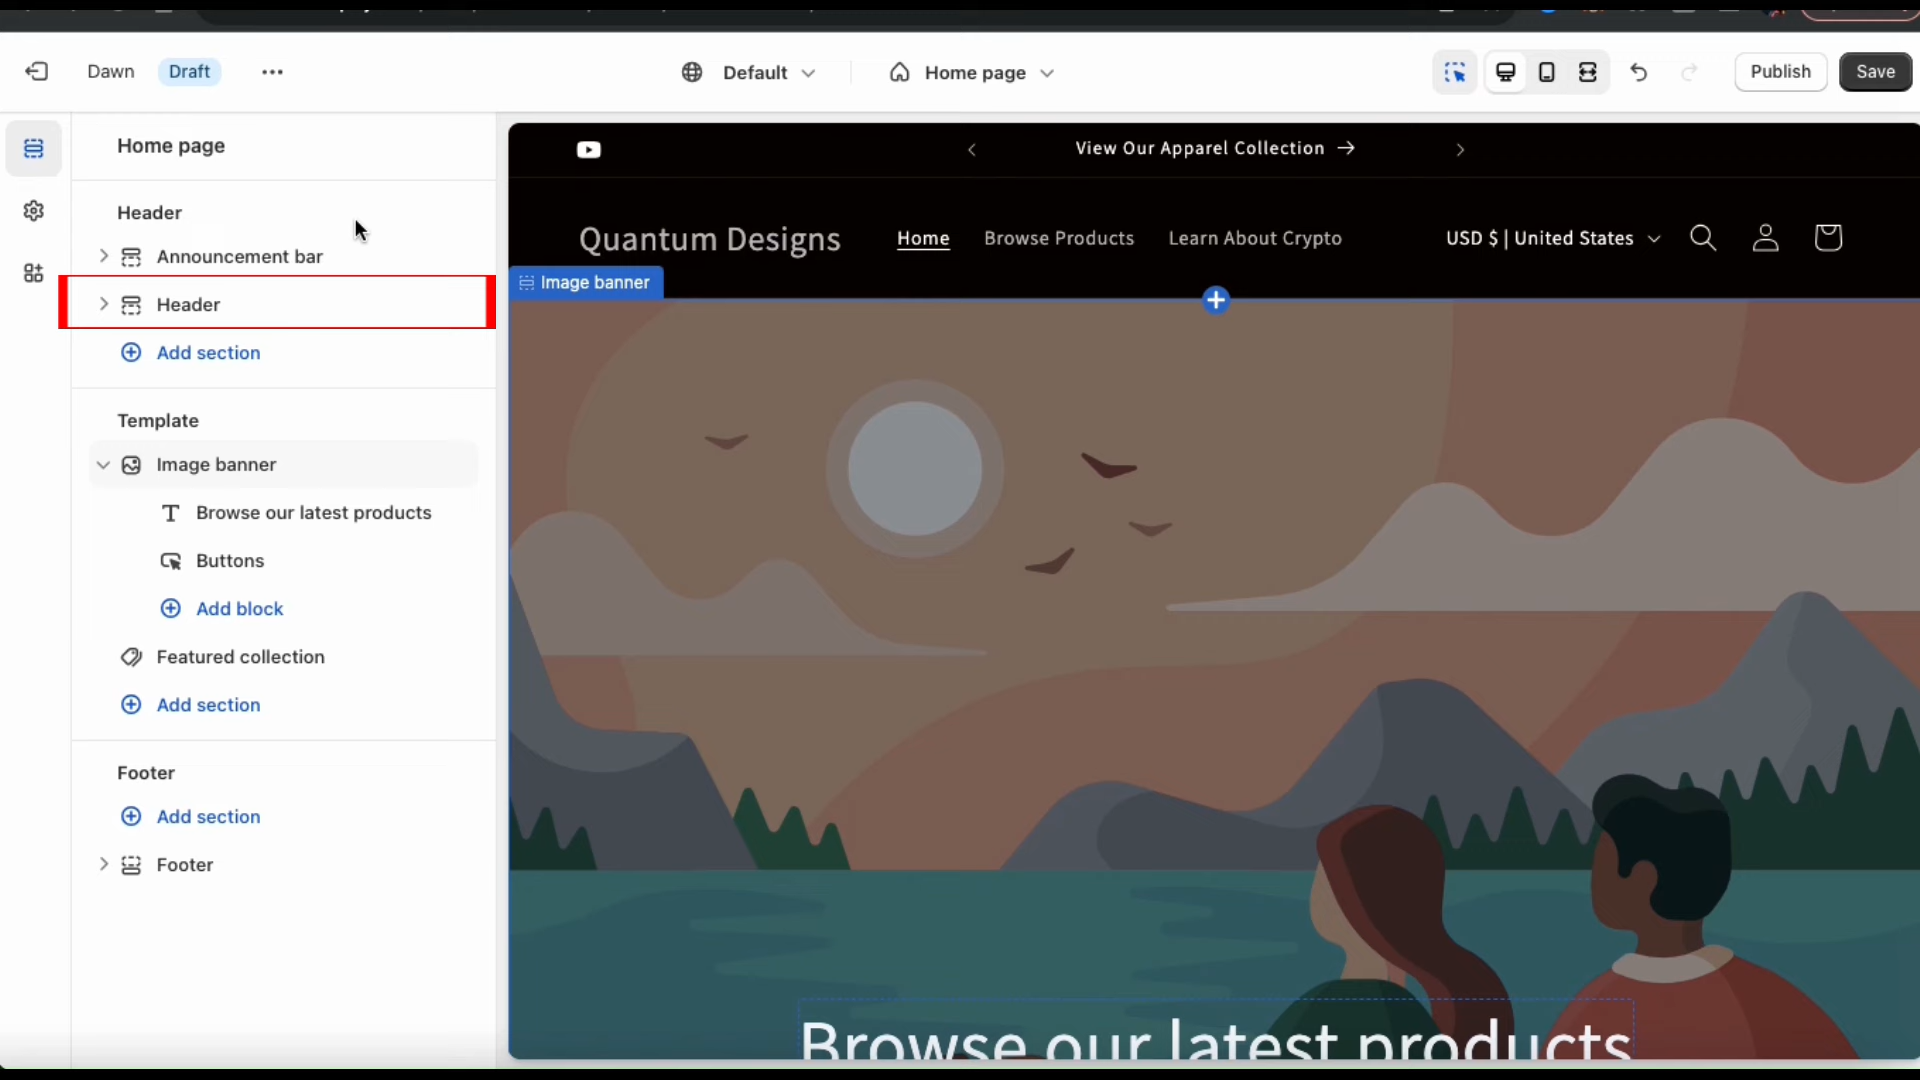 Dawn
Draft
Default
Home page
Publish
Save
Home page
Header
Announcement bar
Header
Add section
Template
Image banner
Browse our latest products
Buttons
Add block
Featured collection
Add section
Footer
Add section
Footer
View Our Apparel Collection →
Quantum Designs
Home
Browse Products
Learn About Crypto
USD $ | United States
Image banner
Browse our latest products